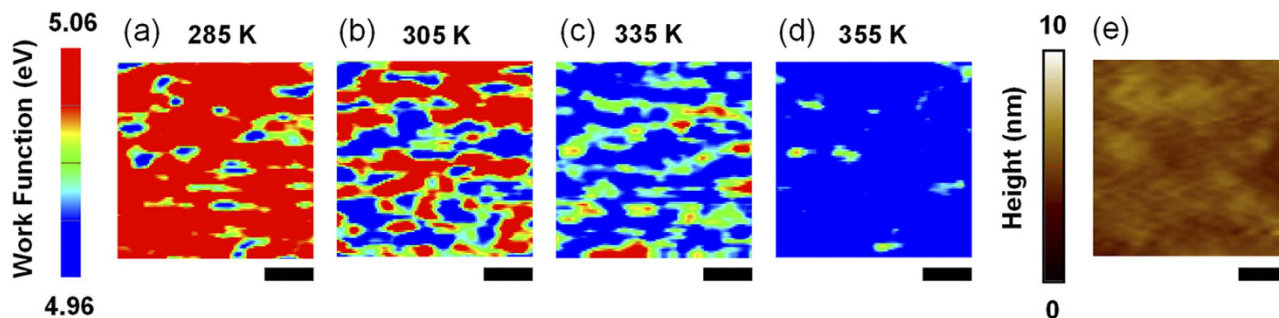 5.06
Work Function (eV)
4.96
(a) 285 K
(b) 305 K
(c) 335 K
(d) 355 K
10
Height (nm)
0
(e)